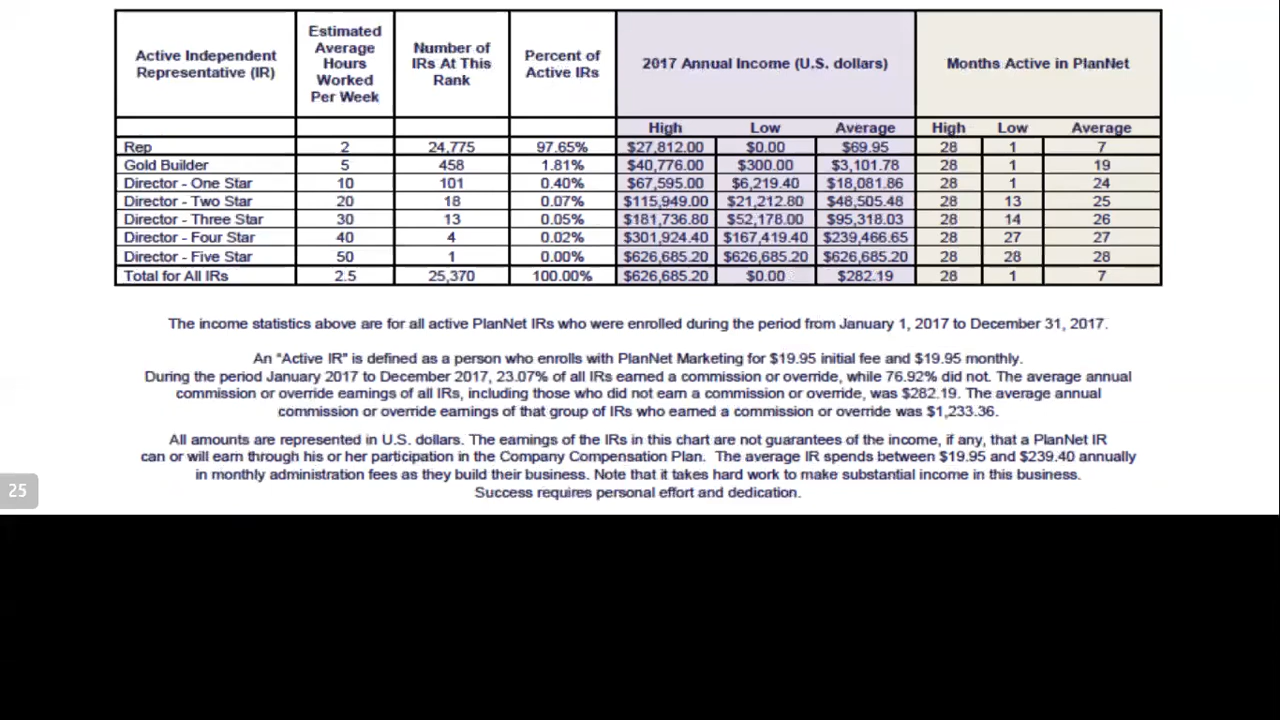 Active Independent Representative (IR) Estimated Average Hours Worked Per Week Number of IRs At This Rank Percent of Active IRs 2017 Annual Income (U.S. dollars) Months Active in PlanNet
High Low Average High Low Average
Rep 2 24,775 97.65% $27,812.00 $0.00 $69.95 28 1 7
Gold Builder 5 458 1.81% $40,776.00 $300.00 $3,101.78 28 1 19
Director - One Star 10 101 0.40% $67,595.00 $6,219.40 $18,081.86 28 1 24
Director - Two Star 20 18 0.07% $115,949.00 $21,212.80 $48,505.48 28 13 25
Director - Three Star 30 13 0.05% $181,736.80 $52,178.00 $95,318.03 28 14 26
Director - Four Star 40 4 0.02% $301,924.40 $167,419.40 $239,466.65 28 27 27
Director - Five Star 50 1 0.00% $626,685.20 $626,685.20 $626,685.20 28 28 28
Total for All IRs 2.5 25,370 100.00% $626,685.20 $0.00 $282.19 28 1 7
The income statistics above are for all active PlanNet IRs who were enrolled during the period from January 1, 2017 to December 31, 2017.
An "Active IR" is defined as a person who enrolls with PlanNet Marketing for $19.95 initial fee and $19.95 monthly.
During the period January 2017 to December 2017, 23.07% of all IRs earned a commission or override, while 76.92% did not. The average annual
commission or override earnings of all IRs, including those who did not earn a commission or override, was $282.19. The average annual
commission or override earnings of that group of IRs who earned a commission or override was $1,233.36.
All amounts are represented in U.S. dollars. The earnings of the IRs in this chart are not guarantees of the income, if any, that a PlanNet IR
can or will earn through his or her participation in the Company Compensation Plan. The average IR spends between $19.95 and $239.40 annually
in monthly administration fees as they build their business. Note that it takes hard work to make substantial income in this business.
Success requires personal effort and dedication.
25